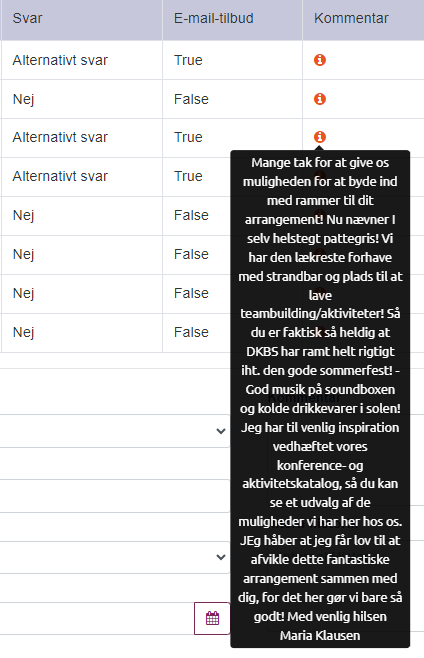 Svar E-mail-tilbud Kommentar
Alternativt svar True
Nej False
Alternativt svar True
Alternativt svar True
Nej False
Nej False
Nej False
Nej False
Mange tak for at give os
muligheden for at byde ind
med rammer til dit
arrangement! Nu nævner I
selv helstegt pattegris! Vi
har den lækreste forhave
med strandbar og plads til at
lave
teambuilding/aktiviteter! Så
du er faktisk så heldig at
DKBS har ramt helt rigtigt
iht. den gode sommerfest! -
God musik på soundboxen
og kolde drikkevarer i solen!
Jeg har til venlig inspiration
vedhæftet vores
konference- og
aktivitetskatalog, så du kan
se et udvalg af de
muligheder vi har her hos os.
JEg håber at jeg får lov til at
afvikle dette fantastiske
arrangement sammen med
dig, for det her gør vi bare så
godt! Med venlig hilsen
Maria Klausen